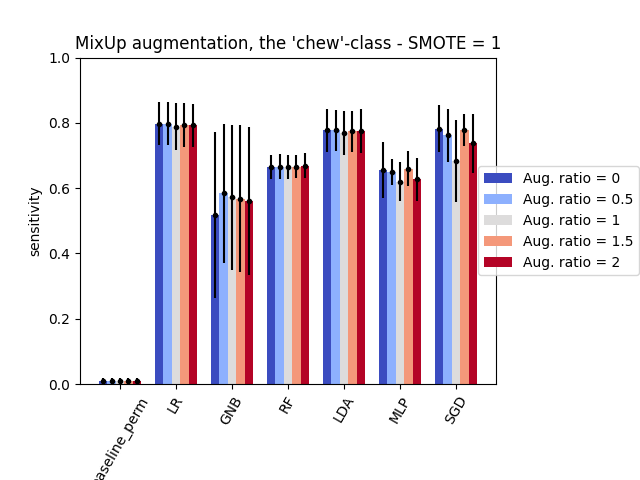 MixUp augmentation, the 'chew'-class - SMOTE = 1
1.0
0.8
0.6
0.4
0.2
0.0
sensitivity
Aug. ratio = 0
Aug. ratio = 0.5
Aug. ratio = 1
Aug. ratio = 1.5
Aug. ratio = 2
aseline_perm
LR
GNB
RF
LDA
MLP
SGD